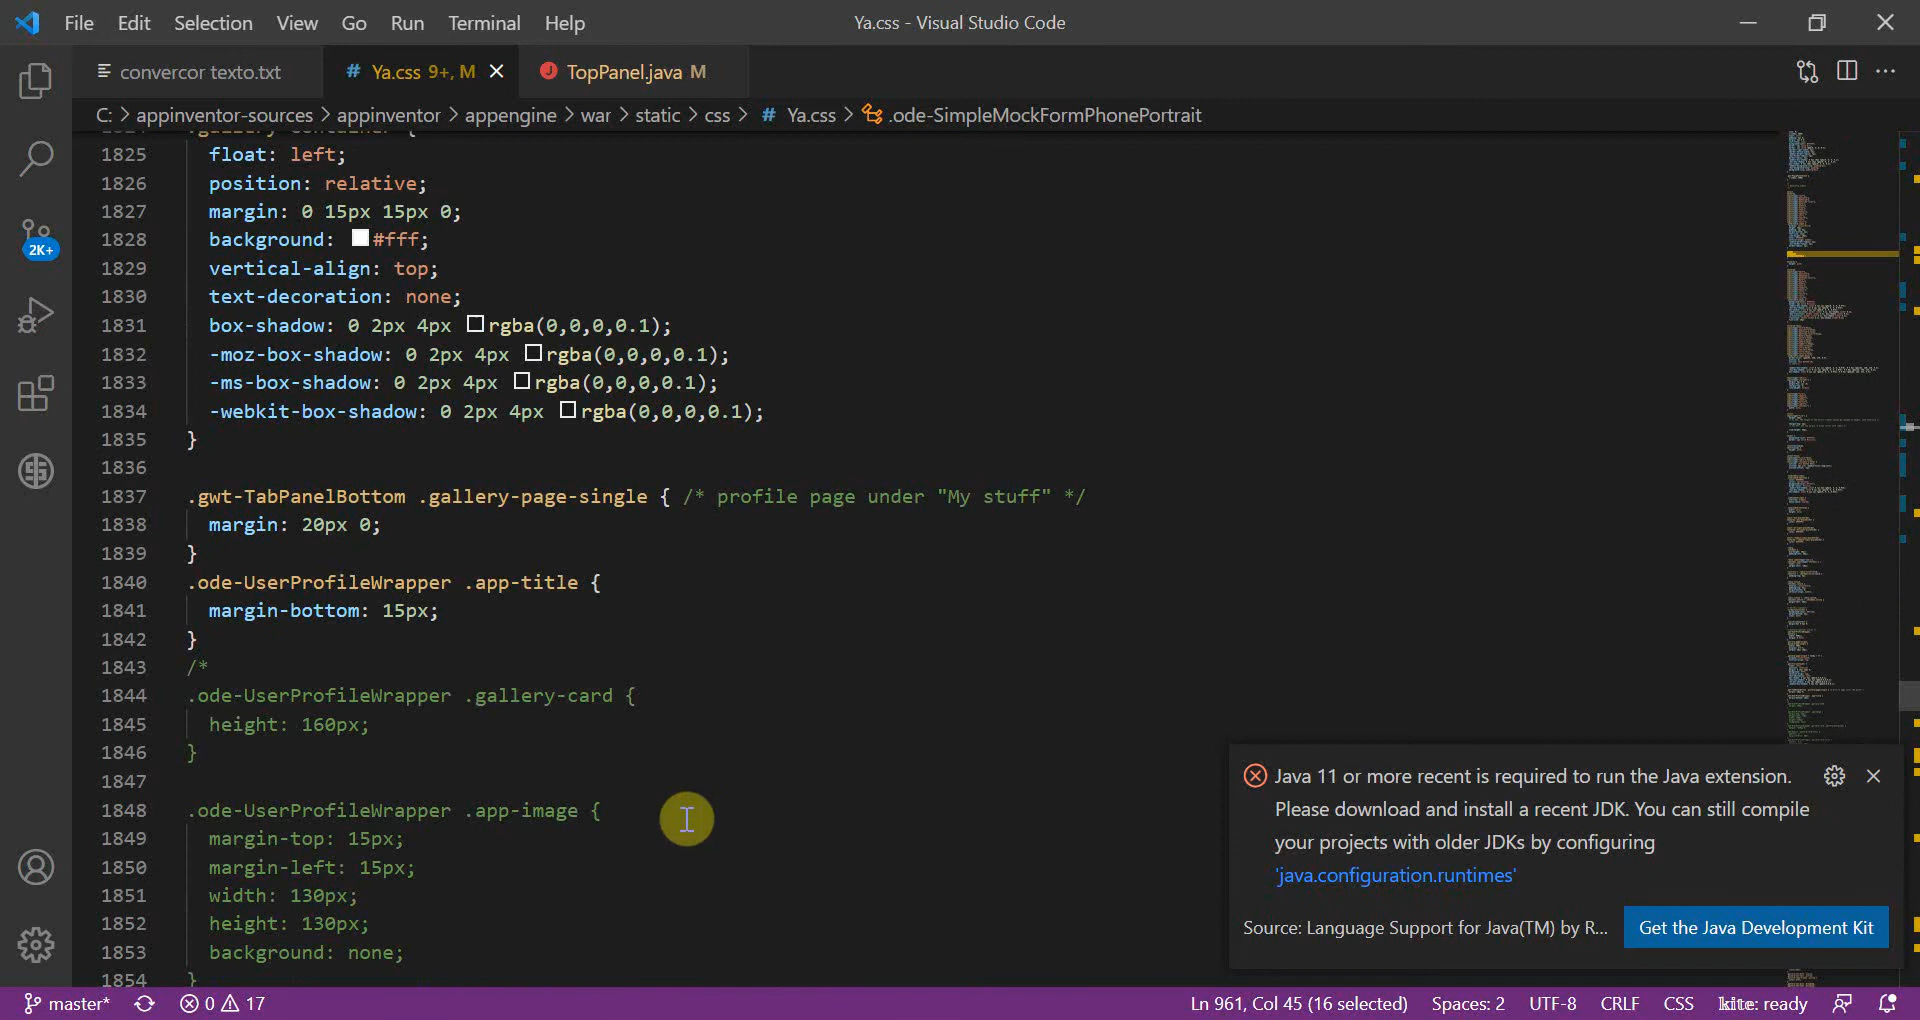 File Edit Selection View Go Run Terminal Help Ya.css - Visual Studio Code
convercor texto.txt # Ya.css 9+, M TopPanel.java M
C: > appinventor-sources > appinventor > appengine > war > static > css > # Ya.css > .ode-SimpleMockFormPhonePortrait
1825 float: left;
1826 position: relative;
1827 margin: 0 15px 15px 0;
1828 background: #fff;
1829 vertical-align: top;
1830 text-decoration: none;
1831 box-shadow: 0 2px 4px rgba(0,0,0,0.1);
1832 -moz-box-shadow: 0 2px 4px rgba(0,0,0,0.1);
1833 -ms-box-shadow: 0 2px 4px rgba(0,0,0,0.1);
1834 -webkit-box-shadow: 0 2px 4px rgba(0,0,0,0.1);
1835 }
1836
1837 .gwt-TabPanelBottom .gallery-page-single { /* profile page under "My stuff" */
1838 margin: 20px 0;
1839 }
1840 .ode-UserProfileWrapper .app-title {
1841 margin-bottom: 15px;
1842 }
1843 /*
1844 .ode-UserProfileWrapper .gallery-card {
1845 height: 160px;
1846 }
1847
1848 .ode-UserProfileWrapper .app-image {
1849 margin-top: 15px;
1850 margin-left: 15px;
1851 width: 130px;
1852 height: 130px;
1853 background: none;
1854 }
2K+
Java 11 or more recent is required to run the Java extension.
Please download and install a recent JDK. You can still compile
your projects with older JDKs by configuring
'java.configuration.runtimes'
Source: Language Support for Java(TM) by R... Get the Java Development Kit
master* 0 17 Ln 961, Col 45 (16 selected) Spaces: 2 UTF-8 CRLF CSS kite: ready